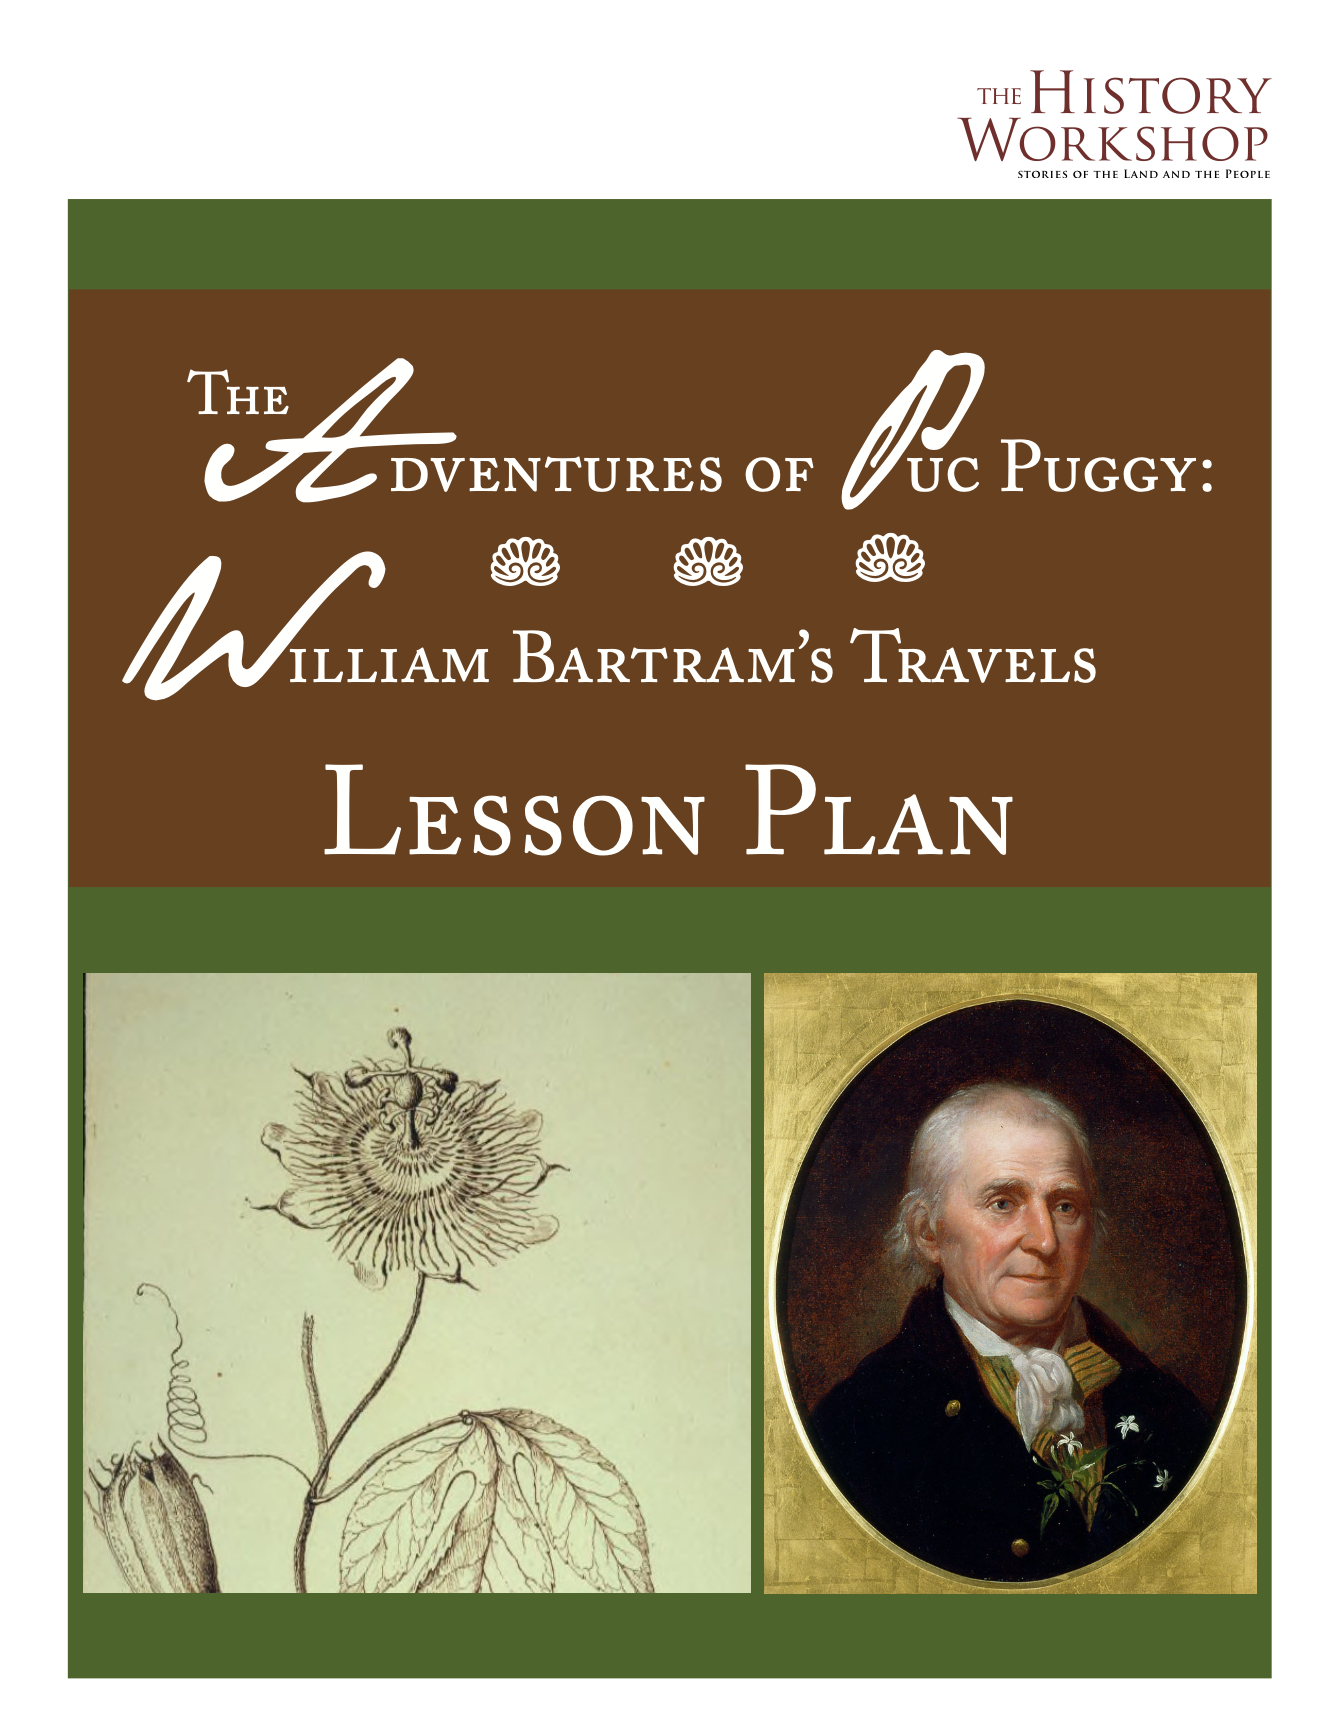 THE HISTORY
WORKSHOP
STORIES OF THE LAND AND THE PEOPLE
THE
ADVENTURES OF PUC PUGGY:
WILLIAM BARTRAM'S TRAVELS
LESSON PLAN